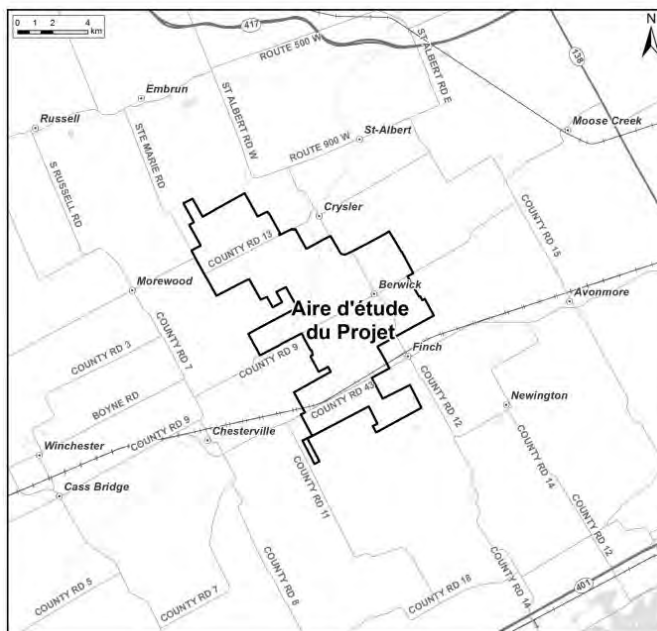 0 1 2 4
km
417
N
ROUTE 500 W
ST ALBERT RD E
138
Embrun
Russell
ST ALBERT RD W
STE MARIE RD
St-Albert
Moose Creek
S RUSSELL RD
ROUTE 900 W
Crysler
COUNTY RD 13
COUNTY RD 15
Morewood
Berwick
Avonmore
Aire d'étude
du Projet
COUNTY RD 3
COUNTY RD 7
COUNTY RD 9
Finch
BOYNE RD
COUNTY RD 43
COUNTY RD 12
Newington
COUNTY RD 9
Chesterville
Winchester
Cass Bridge
COUNTY RD 11
COUNTY RD 14
COUNTY RD 12
COUNTY RD 5
COUNTY RD 7
COUNTY RD 8
COUNTY RD 18
COUNTY RD 14
401